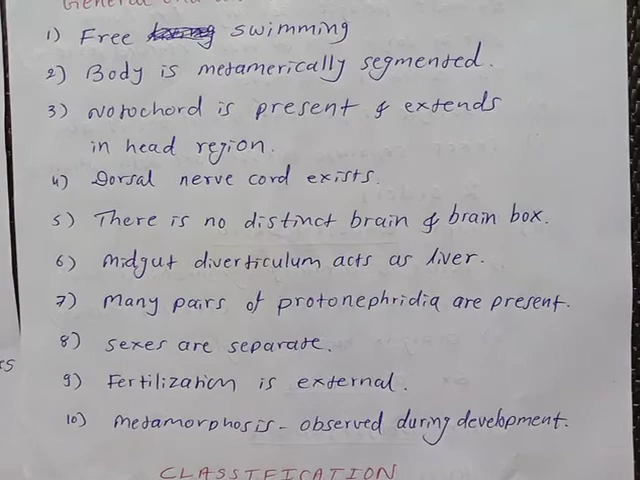 General
1) Free swimming
2) Body is metamerically segmented.
3) Notochord is present & extends
in head region.
4) Dorsal nerve cord exists.
5) There is no distinct brain & brain box.
6) midgut diverticulum acts as liver.
7) Many pairs of protonephridia are present.
8) sexes are separate.
9) Fertilization is external.
10) metamorphosis - observed during development.
CLASSIFICATION